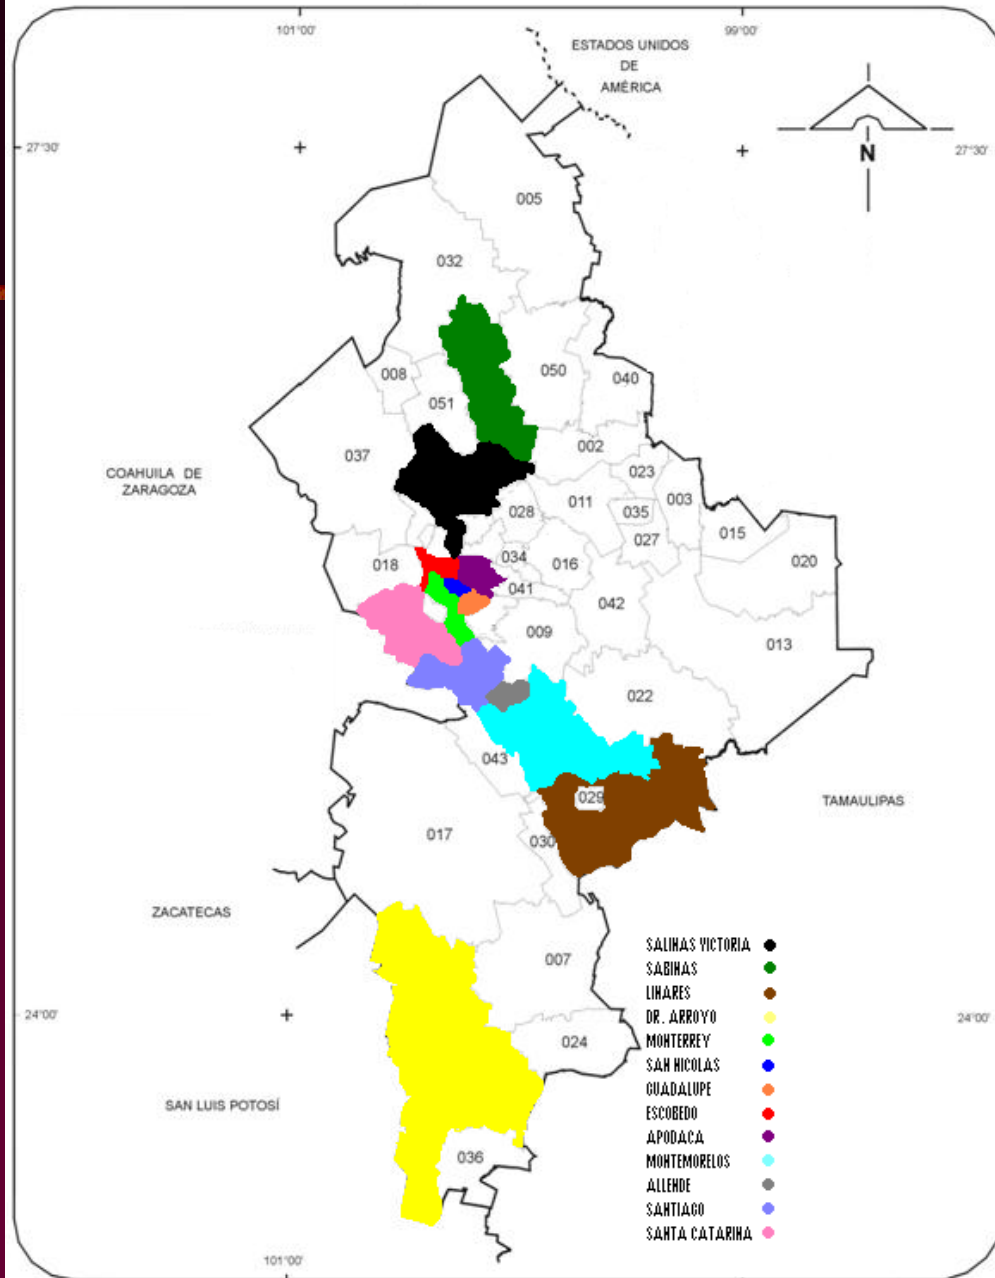 101°00'
99°00'
ESTADOS UNIDOS
DE
AMÉRICA
27°30'
27°30'
N
005
032
050
008
040
051
002
037
023
COAHUILA DE
ZARAGOZA
003
011
028
035
015
027
034
020
018
016
041
042
009
013
022
043
029
TAMAULIPAS
017
030
ZACATECAS
SALINAS VICTORIA
007
SABINAS
LINARES
24°00'
DR. ARROYO
24°00'
024
MONTERREY
SAN NICOLAS
GUADALUPE
SAN LUIS POTOSÍ
ESCOBEDO
APODACA
036
MONTEMORELOS
ALLENDE
SANTIAGO
SANTA CATARINA
101°00'